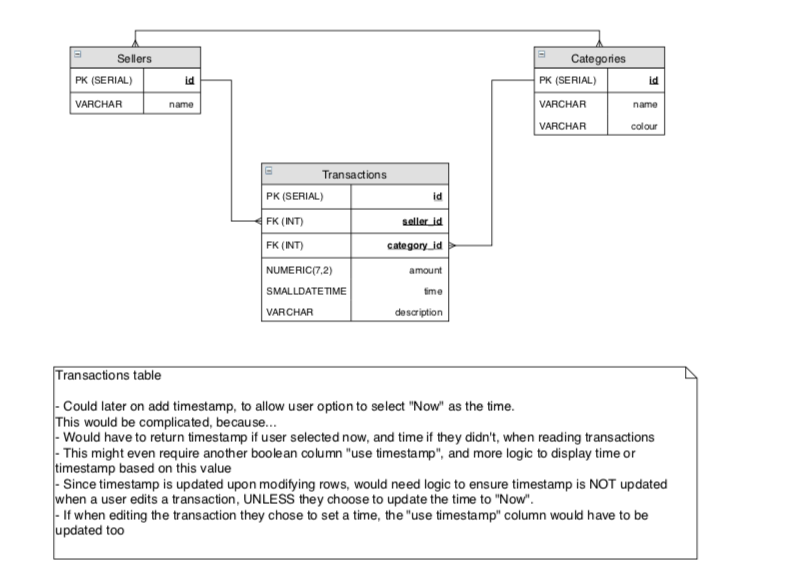 Sellers
PK (SERIAL) id
VARCHAR name
Categories
PK (SERIAL) id
VARCHAR name
VARCHAR colour
Transactions
PK (SERIAL) id
FK (INT) seller_id
FK (INT) category_id
NUMERIC(7,2) amount
SMALLDATETIME time
VARCHAR description
Transactions table
- Could later on add timestamp, to allow user option to select "Now" as the time.
This would be complicated, because...
- Would have to return timestamp if user selected now, and time if they didn't, when reading transactions
- This might even require another boolean column "use timestamp", and more logic to display time or
timestamp based on this value
- Since timestamp is updated upon modifying rows, would need logic to ensure timestamp is NOT updated
when a user edits a transaction, UNLESS they choose to update the time to "Now".
- If when editing the transaction they chose to set a time, the "use timestamp" column would have to be
updated too